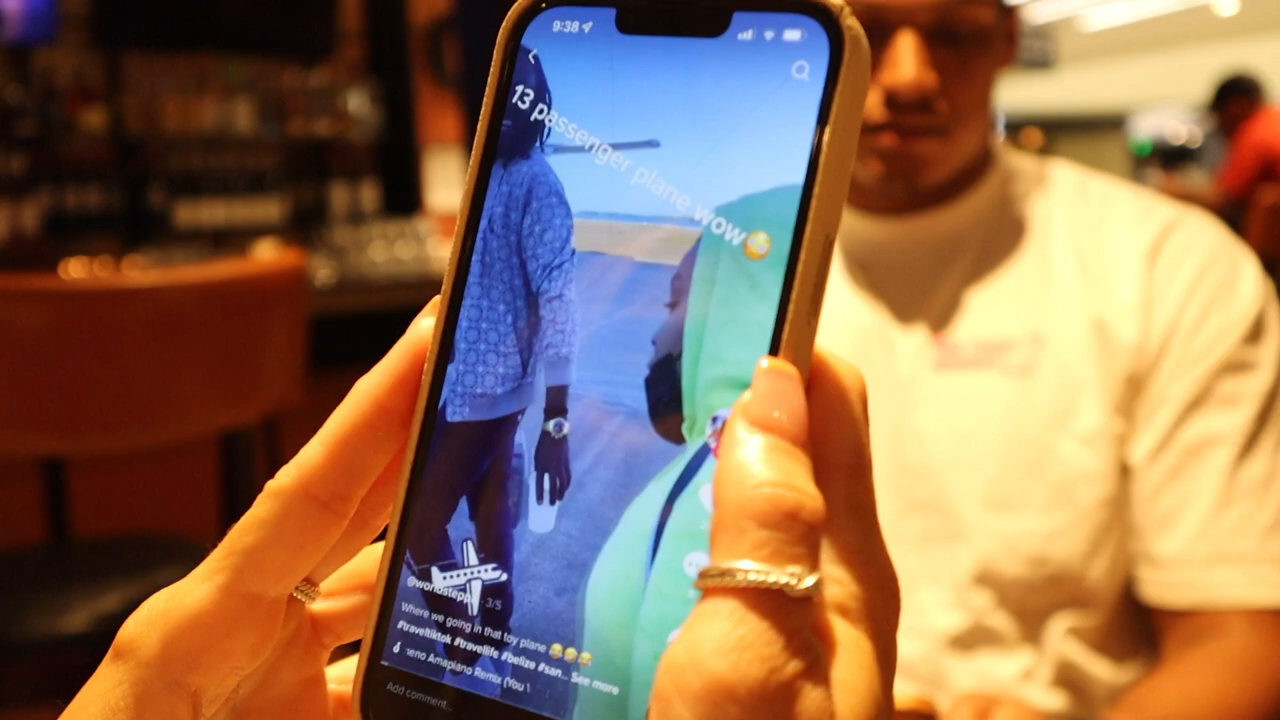 9:38
13 passenger plane wow😂
@worldstepp · 3/5
Where we going in that toy plane 😂😂😂
#traveltiktok #travellife #belize #san... See more
Amapiano Remix (You
Add comment...